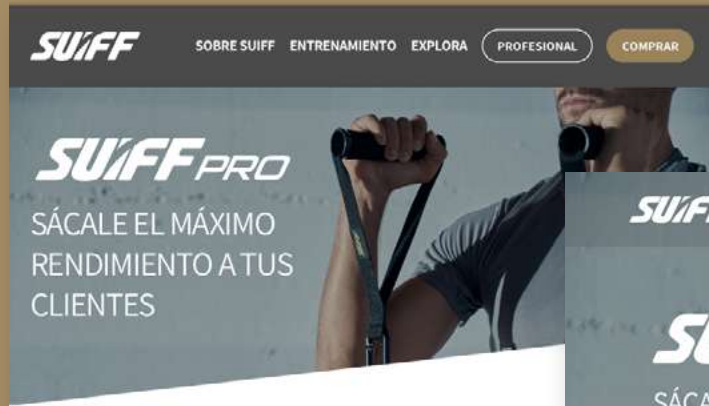 SUIFF
SOBRE SUIFF ENTRENAMIENTO EXPLORA PROFESIONAL COMPRAR
SUIFF PRO
SÁCALE EL MÁXIMO
RENDIMIENTO A TUS
CLIENTES